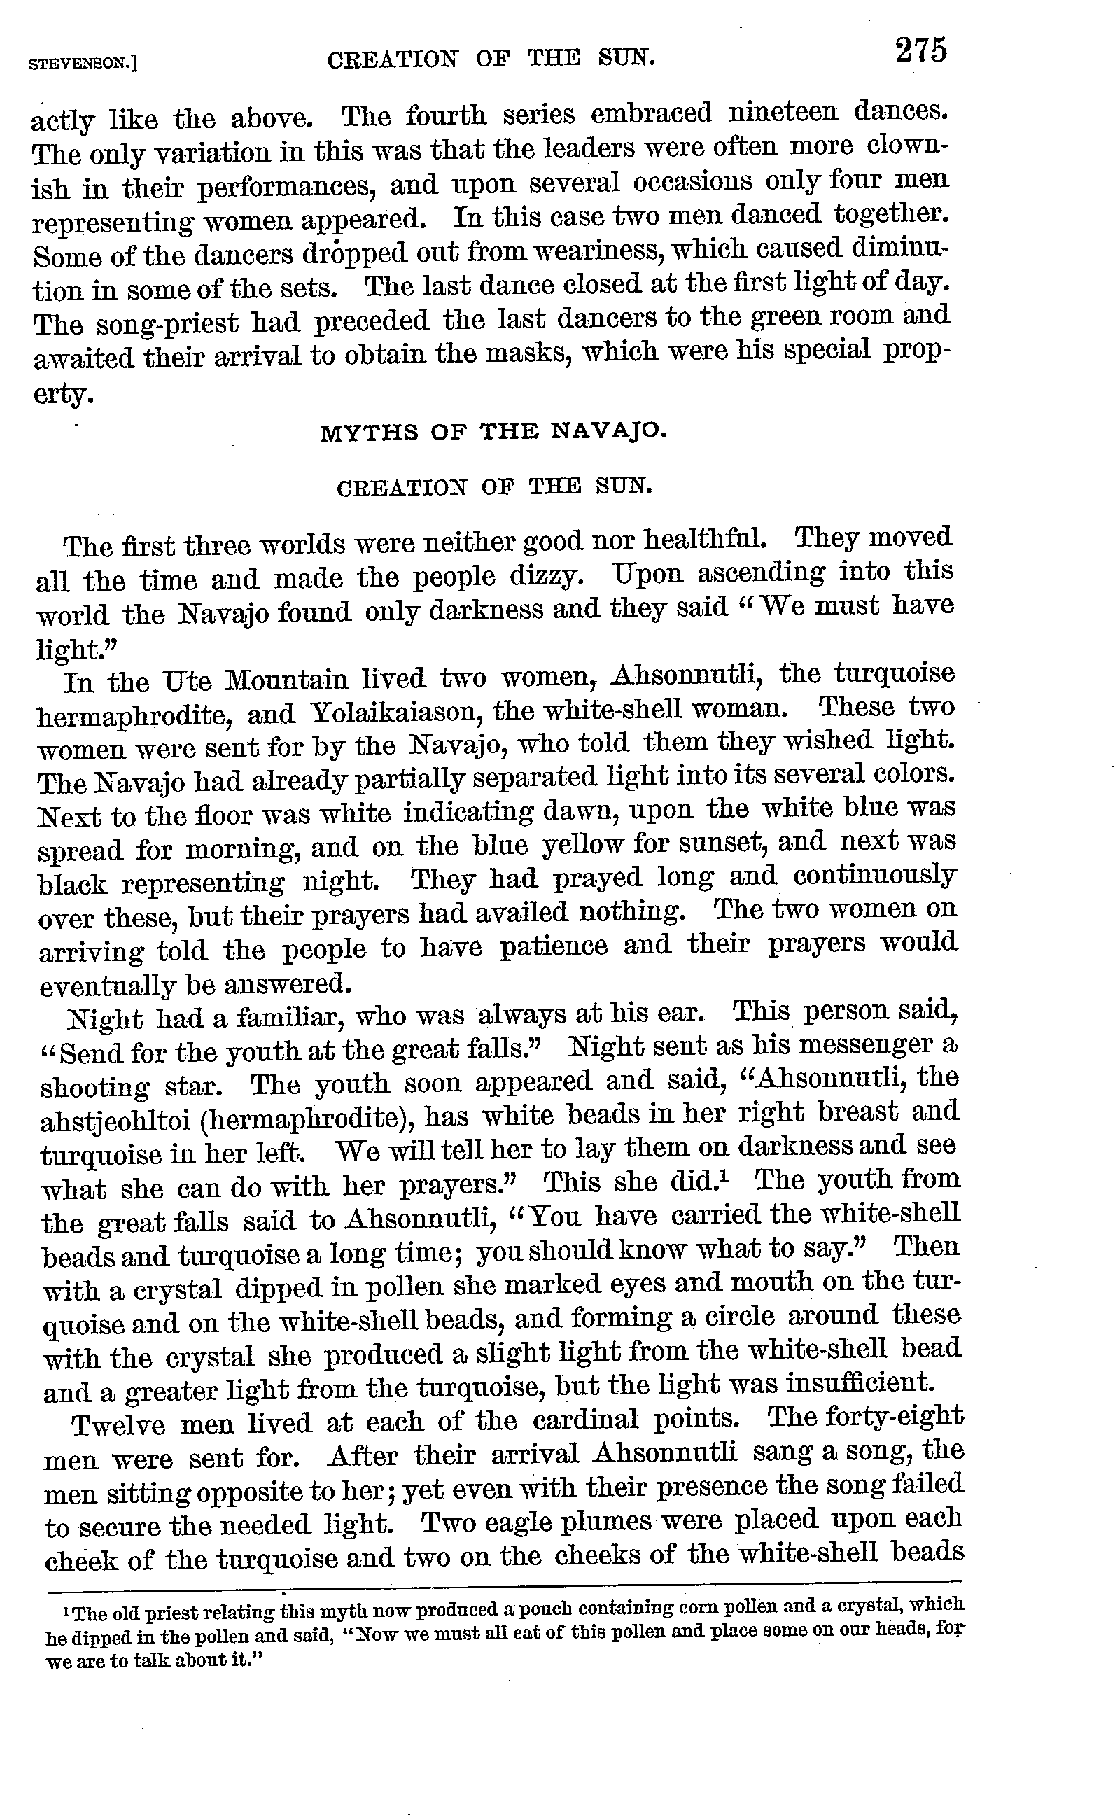 STEVENSON.] CREATION OF THE SUN. 275
actly like the above. The fourth series embraced nineteen dances.
The only variation in this was that the leaders were often more clown-
ish in their performances, and upon several occasions only four men
representing women appeared. In this case two men danced together.
Some of the dancers dropped out from weariness, which caused diminu-
tion in some of the sets. The last dance closed at the first light of day.
The song-priest had preceded the last dancers to the green room and
awaited their arrival to obtain the masks, which were his special prop-
erty.
MYTHS OF THE NAVAJO.
CREATION OF THE SUN.
The first three worlds were neither good nor healthful. They moved
all the time and made the people dizzy. Upon ascending into this
world the Navajo found only darkness and they said "We must have
light."
In the Ute Mountain lived two women, Ahsonnutli, the turquoise
hermaphrodite, and Yolaikaiason, the white-shell woman. These two
women were sent for by the Navajo, who told them they wished light.
The Navajo had already partially separated light into its several colors.
Next to the floor was white indicating dawn, upon the white blue was
spread for morning, and on the blue yellow for sunset, and next was
black representing night. They had prayed long and continuously
over these, but their prayers had availed nothing. The two women on
arriving told the people to have patience and their prayers would
eventually be answered.
Night had a familiar, who was always at his ear. This person said,
"Send for the youth at the great falls." Night sent as his messenger a
shooting star. The youth soon appeared and said, "Ahsonnutli, the
ahstjeohltoi (hermaphrodite), has white beads in her right breast and
turquoise in her left. We will tell her to lay them on darkness and see
what she can do with her prayers." This she did.¹ The youth from
the great falls said to Ahsonnutli, "You have carried the white-shell
beads and turquoise a long time; you should know what to say." Then
with a crystal dipped in pollen she marked eyes and mouth on the tur-
quoise and on the white-shell beads, and forming a circle around these
with the crystal she produced a slight light from the white-shell bead
and a greater light from the turquoise, but the light was insufficient.
Twelve men lived at each of the cardinal points. The forty-eight
men were sent for. After their arrival Ahsonnutli sang a song, the
men sitting opposite to her; yet even with their presence the song failed
to secure the needed light. Two eagle plumes were placed upon each
cheek of the turquoise and two on the cheeks of the white-shell beads
¹The old priest relating this myth now produced a pouch containing corn pollen and a crystal, which
he dipped in the pollen and said, "Now we must all eat of this pollen and place some on our heads, for
we are to talk about it."